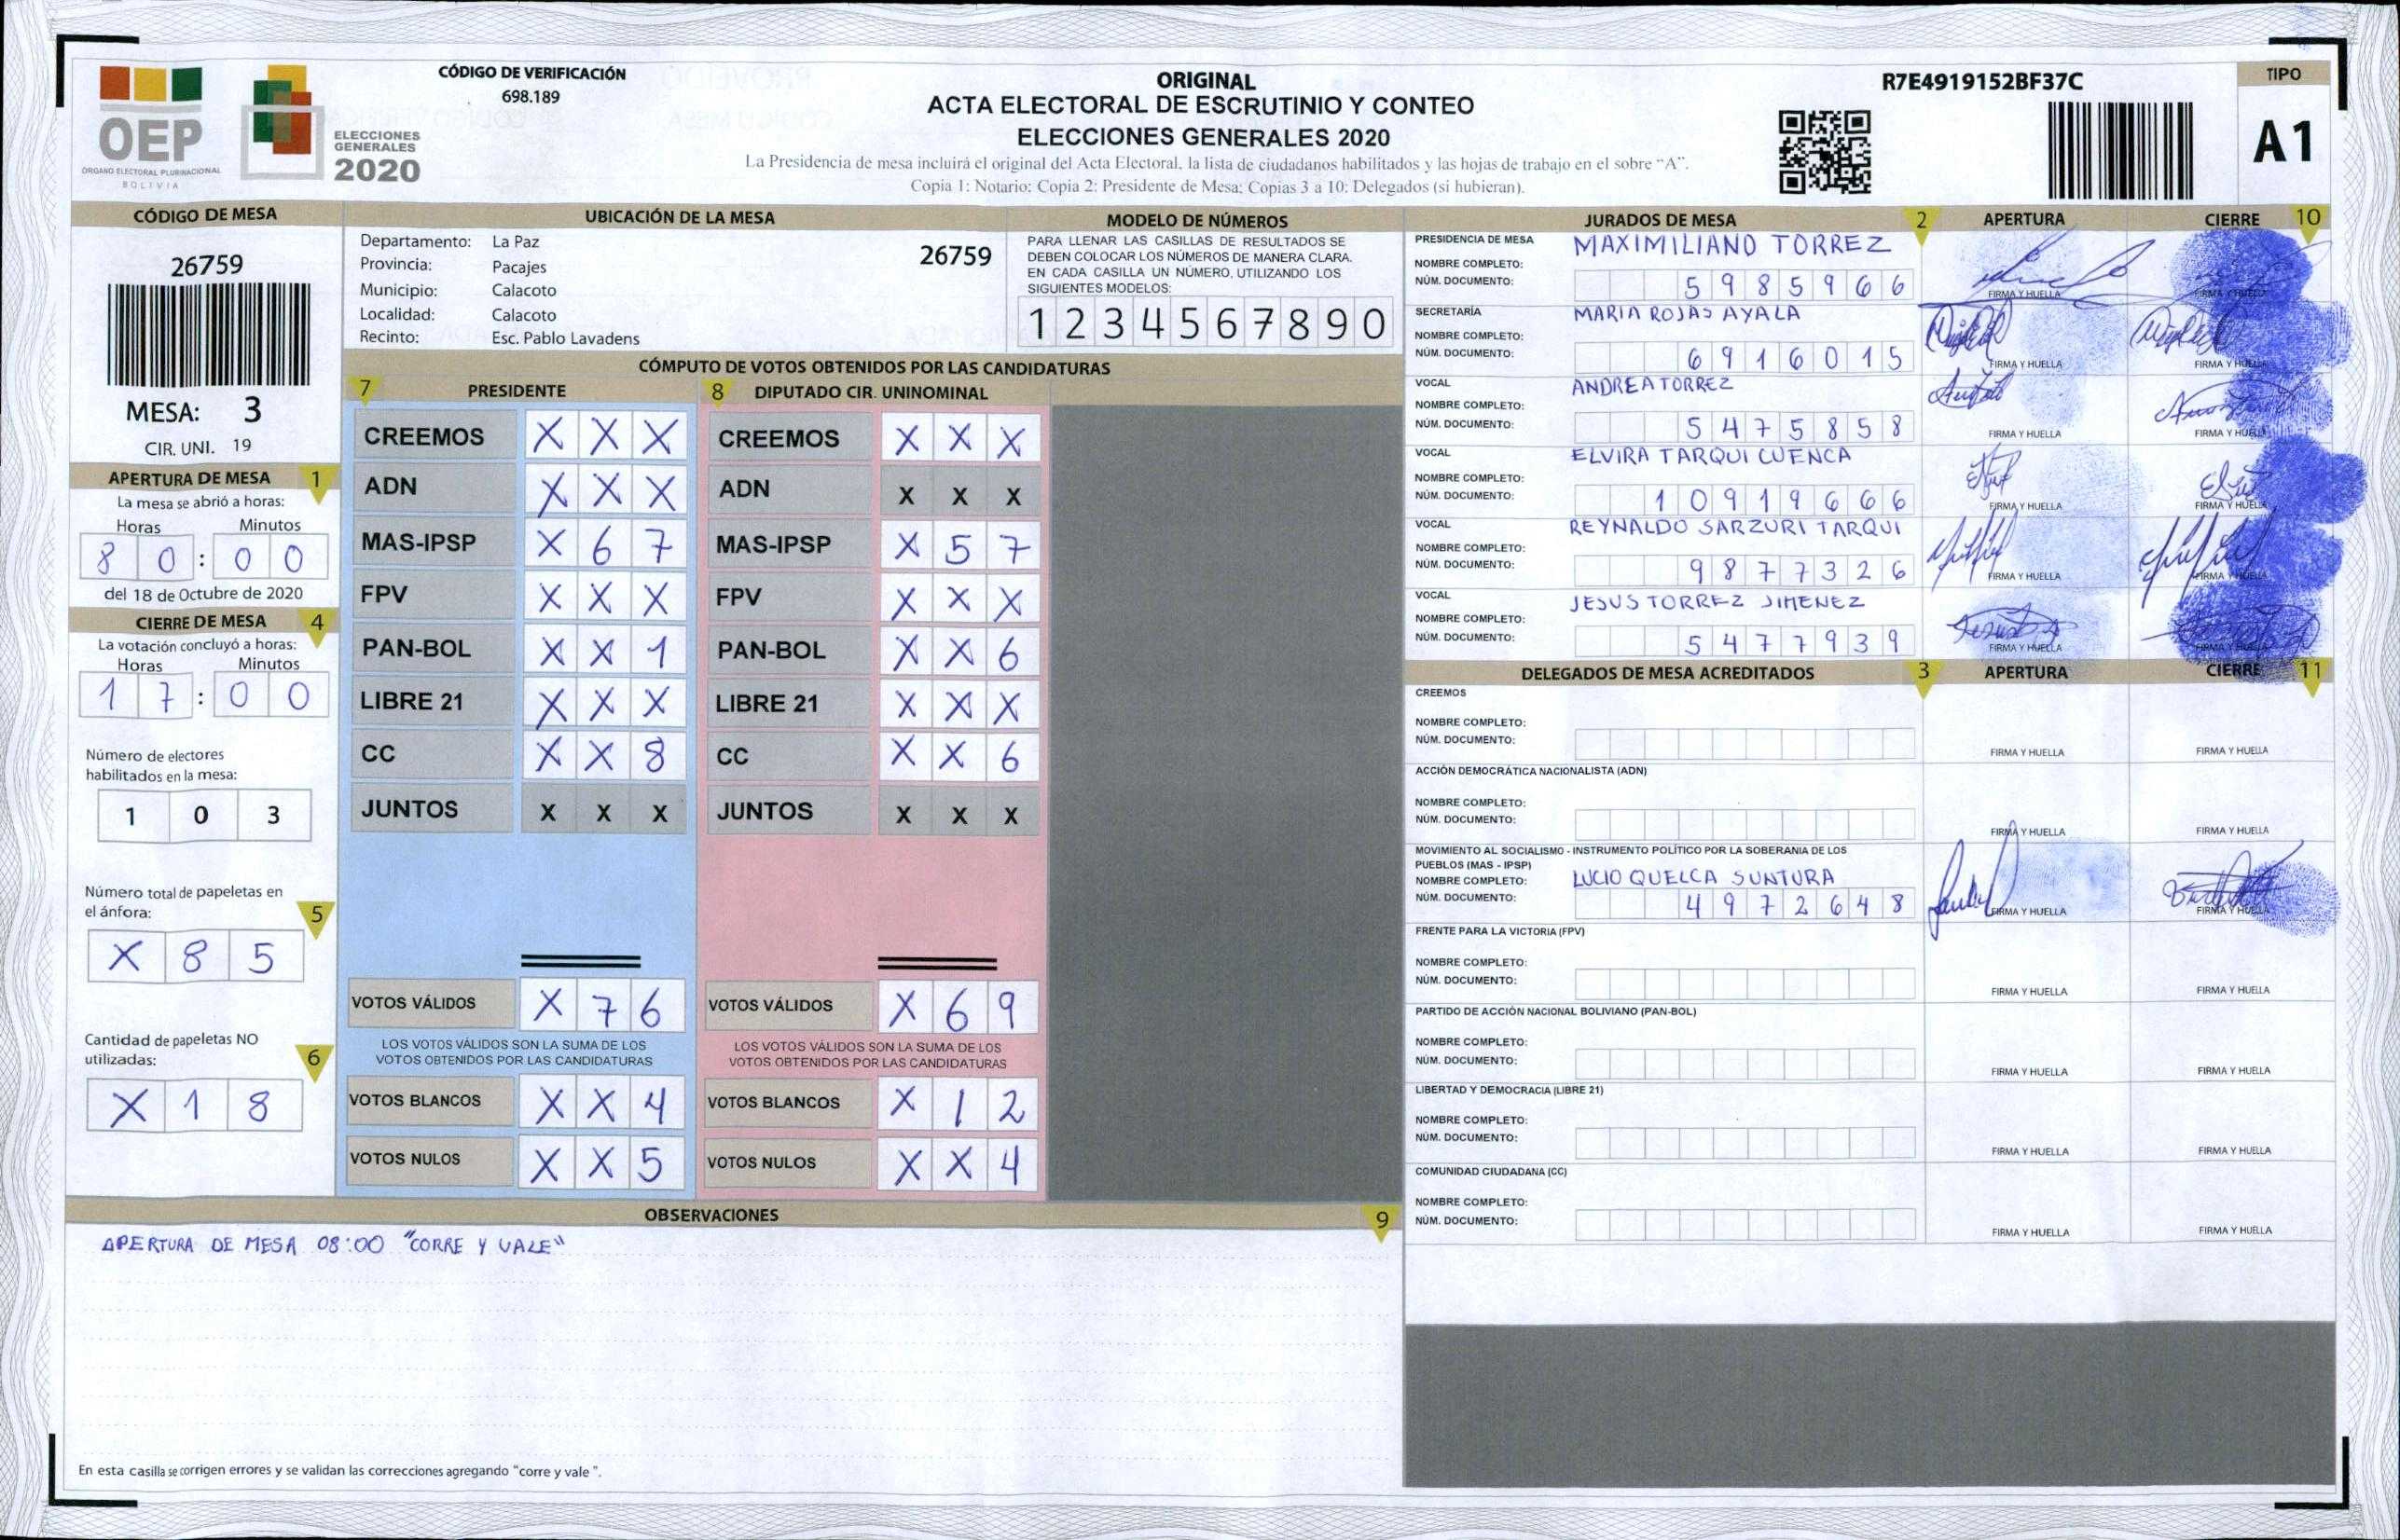 OEP
ÓRGANO ELECTORAL PLURINACIONAL
BOLIVIA
ELECCIONES
GENERALES
2020
CÓDIGO DE VERIFICACIÓN
698.189
ORIGINAL
ACTA ELECTORAL DE ESCRUTINIO Y CONTEO
ELECCIONES GENERALES 2020
La Presidencia de mesa incluirá el original del Acta Electoral, la lista de ciudadanos habilitados y las hojas de trabajo en el sobre "A".
Copia 1: Notario; Copia 2: Presidente de Mesa; Copias 3 a 10: Delegados (si hubieran).
R7E4919152BF37C
TIPO
A1
CÓDIGO DE MESA
26759
MESA: 3
CIR. UNI. 19
APERTURA DE MESA 1
La mesa se abrió a horas:
Horas Minutos
8 0 : 0 0
del 18 de Octubre de 2020
CIERRE DE MESA 4
La votación concluyó a horas:
Horas Minutos
1 7 : 0 0
Número de electores
habilitados en la mesa:
1 0 3
Número total de papeletas en
el ánfora: 5
X 8 5
Cantidad de papeletas NO
utilizadas: 6
X 1 8
UBICACIÓN DE LA MESA
Departamento: La Paz
26759
Provincia: Pacajes
Municipio: Calacoto
Localidad: Calacoto
Recinto: Esc. Pablo Lavadens
MODELO DE NÚMEROS
PARA LLENAR LAS CASILLAS DE RESULTADOS SE
DEBEN COLOCAR LOS NÚMEROS DE MANERA CLARA.
EN CADA CASILLA UN NÚMERO, UTILIZANDO LOS
SIGUIENTES MODELOS:
1 2 3 4 5 6 7 8 9 0
CÓMPUTO DE VOTOS OBTENIDOS POR LAS CANDIDATURAS
7 PRESIDENTE
CREEMOS X X X
ADN X X X
MAS-IPSP X 6 7
FPV X X X
PAN-BOL X X 1
LIBRE 21 X X X
CC X X 8
JUNTOS X X X
VOTOS VÁLIDOS X 7 6
LOS VOTOS VÁLIDOS SON LA SUMA DE LOS
VOTOS OBTENIDOS POR LAS CANDIDATURAS
VOTOS BLANCOS X X 4
VOTOS NULOS X X 5
8 DIPUTADO CIR. UNINOMINAL
CREEMOS X X X
ADN X X X
MAS-IPSP X 5 7
FPV X X X
PAN-BOL X X 6
LIBRE 21 X X X
CC X X 6
JUNTOS X X X
VOTOS VÁLIDOS X 6 9
LOS VOTOS VÁLIDOS SON LA SUMA DE LOS
VOTOS OBTENIDOS POR LAS CANDIDATURAS
VOTOS BLANCOS X 1 2
VOTOS NULOS X X 4
OBSERVACIONES 9
APERTURA DE MESA 08:00 "CORRE Y VALE"
En esta casilla se corrigen errores y se validan las correcciones agregando "corre y vale".
JURADOS DE MESA 2 APERTURA CIERRE 10
PRESIDENCIA DE MESA MAXIMILIANO TORREZ
NOMBRE COMPLETO:
NÚM. DOCUMENTO: 5 9 8 5 9 6 6
FIRMA Y HUELLA FIRMA Y HUELLA
SECRETARÍA MARIA ROJAS AYALA
NOMBRE COMPLETO:
NÚM. DOCUMENTO: 6 9 1 6 0 1 5
FIRMA Y HUELLA FIRMA Y HUELLA
VOCAL ANDREA TORREZ
NOMBRE COMPLETO:
NÚM. DOCUMENTO: 5 4 7 5 8 5 8
FIRMA Y HUELLA FIRMA Y HUELLA
VOCAL ELVIRA TARQUI CUENCA
NOMBRE COMPLETO:
NÚM. DOCUMENTO: 1 0 9 1 9 6 6 6
FIRMA Y HUELLA FIRMA Y HUELLA
VOCAL REYNALDO SARZURI TARQUI
NOMBRE COMPLETO:
NÚM. DOCUMENTO: 9 8 7 7 3 2 6
FIRMA Y HUELLA FIRMA Y HUELLA
VOCAL JESUS TORREZ JIMENEZ
NOMBRE COMPLETO:
NÚM. DOCUMENTO: 5 4 7 7 9 3 9
FIRMA Y HUELLA FIRMA Y HUELLA
DELEGADOS DE MESA ACREDITADOS 3 APERTURA CIERRE 11
CREEMOS
NOMBRE COMPLETO:
NÚM. DOCUMENTO:
FIRMA Y HUELLA FIRMA Y HUELLA
ACCIÓN DEMOCRÁTICA NACIONALISTA (ADN)
NOMBRE COMPLETO:
NÚM. DOCUMENTO:
FIRMA Y HUELLA FIRMA Y HUELLA
MOVIMIENTO AL SOCIALISMO - INSTRUMENTO POLÍTICO POR LA SOBERANIA DE LOS
PUEBLOS (MAS - IPSP)
NOMBRE COMPLETO: LUCIO QUELCA SUNTURA
NÚM. DOCUMENTO: 4 9 7 2 6 4 8
FIRMA Y HUELLA FIRMA Y HUELLA
FRENTE PARA LA VICTORIA (FPV)
NOMBRE COMPLETO:
NÚM. DOCUMENTO:
FIRMA Y HUELLA FIRMA Y HUELLA
PARTIDO DE ACCIÓN NACIONAL BOLIVIANO (PAN-BOL)
NOMBRE COMPLETO:
NÚM. DOCUMENTO:
FIRMA Y HUELLA FIRMA Y HUELLA
LIBERTAD Y DEMOCRACIA (LIBRE 21)
NOMBRE COMPLETO:
NÚM. DOCUMENTO:
FIRMA Y HUELLA FIRMA Y HUELLA
COMUNIDAD CIUDADANA (CC)
NOMBRE COMPLETO:
NÚM. DOCUMENTO:
FIRMA Y HUELLA FIRMA Y HUELLA